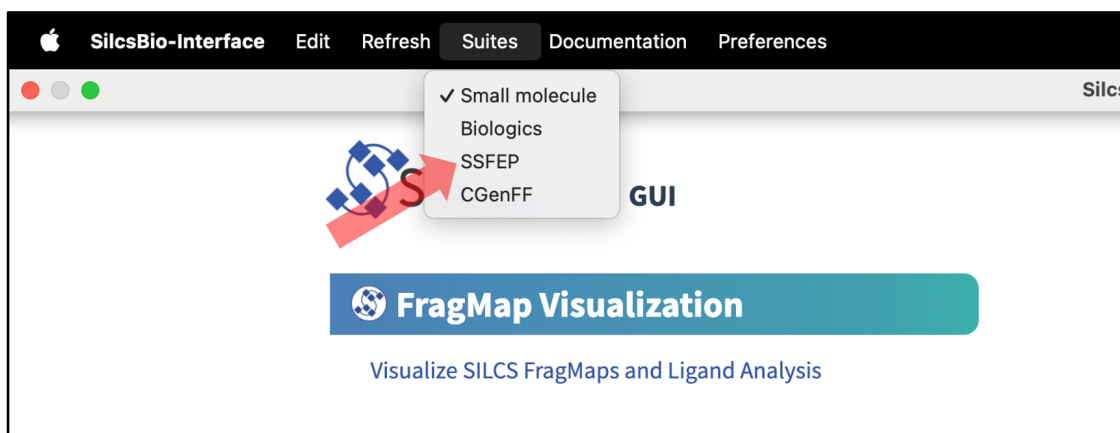 SilcsBio-Interface Edit Refresh Suites Documentation Preferences
Silcs
✓ Small molecule
Biologics
SSFEP
CGenFF
S
GUI
FragMap Visualization
Visualize SILCS FragMaps and Ligand Analysis